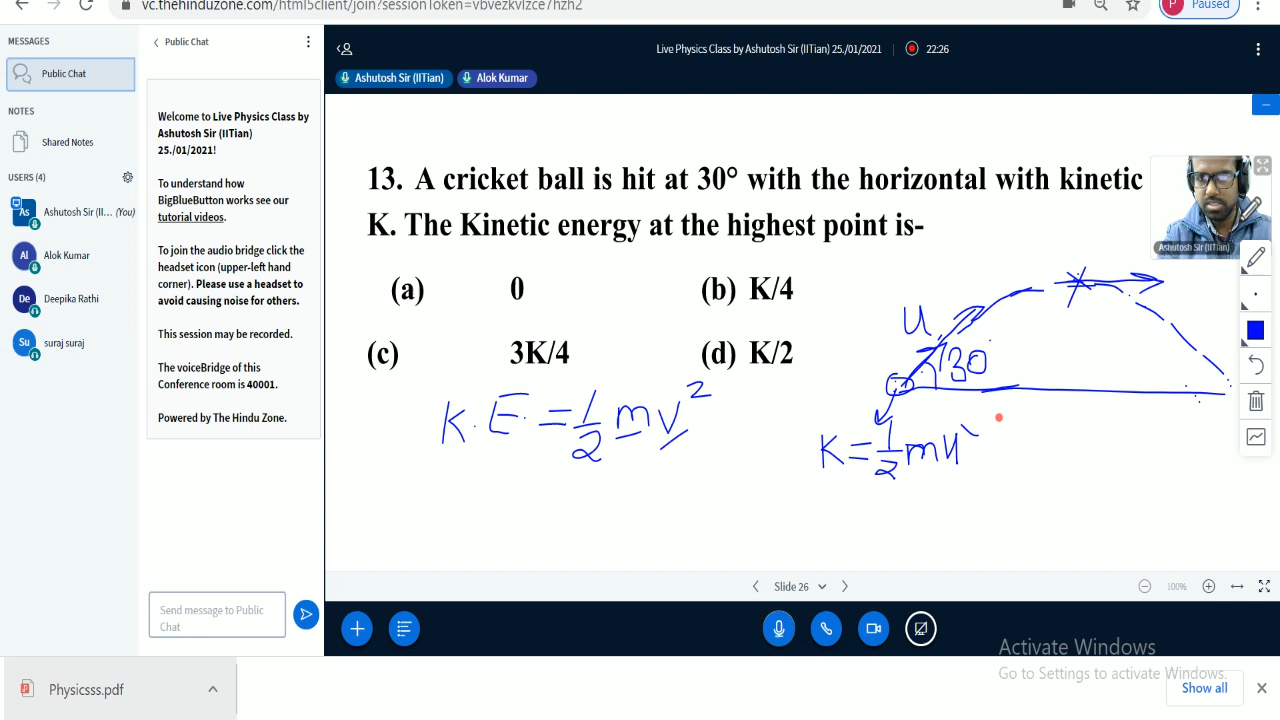 vc.thehinduzone.com/html5client/join?sessionToken=vbvezkvlzce7hzh2
P Paused
MESSAGES
Public Chat
NOTES
Shared Notes
USERS (4)
As Ashutosh Sir (II... (You)
Al Alok Kumar
De Deepika Rathi
Su suraj suraj
Public Chat
Welcome to Live Physics Class by
Ashutosh Sir (IITian)
25./01/2021!
To understand how
BigBlueButton works see our
tutorial videos.
To join the audio bridge click the
headset icon (upper-left hand
corner). Please use a headset to
avoid causing noise for others.
This session may be recorded.
The voiceBridge of this
Conference room is 40001.
Powered by The Hindu Zone.
Send message to Public
Chat
Live Physics Class by Ashutosh Sir (IITian) 25./01/2021
22:26
Ashutosh Sir (IITian)
Alok Kumar
13. A cricket ball is hit at 30° with the horizontal with kinetic
K. The Kinetic energy at the highest point is-
(a) 0
(b) K/4
(c) 3K/4
(d) K/2
K.E = 1/2 mv²
u
30°
K = 1/2 mu²
Ashutosh Sir (IITian)
Slide 26
100%
Activate Windows
Go to Settings to activate Windows.
Physicsss.pdf
Show all